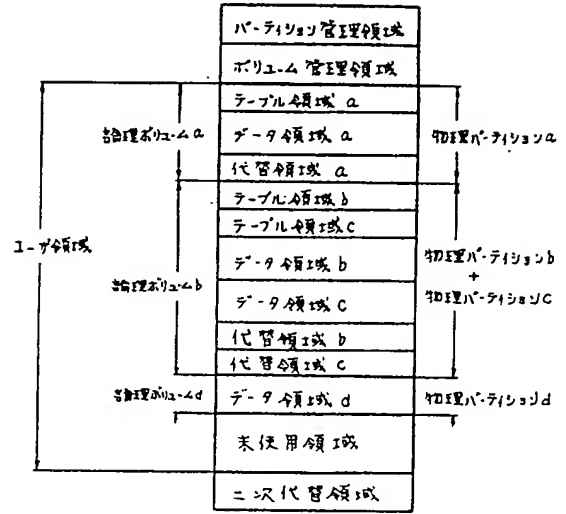 パーティション管理領域
ボリューム管理領域
テーブル領域 a
データ領域 a
代替領域 a
テーブル領域 b
テーブル領域 c
データ領域 b
データ領域 c
代替領域 b
代替領域 c
データ領域 d
未使用領域
二次代替領域
ユーザ領域
論理ボリューム a
論理ボリューム b
論理ボリューム d
物理パーティション a
物理パーティション b
+
物理パーティション c
物理パーティション d